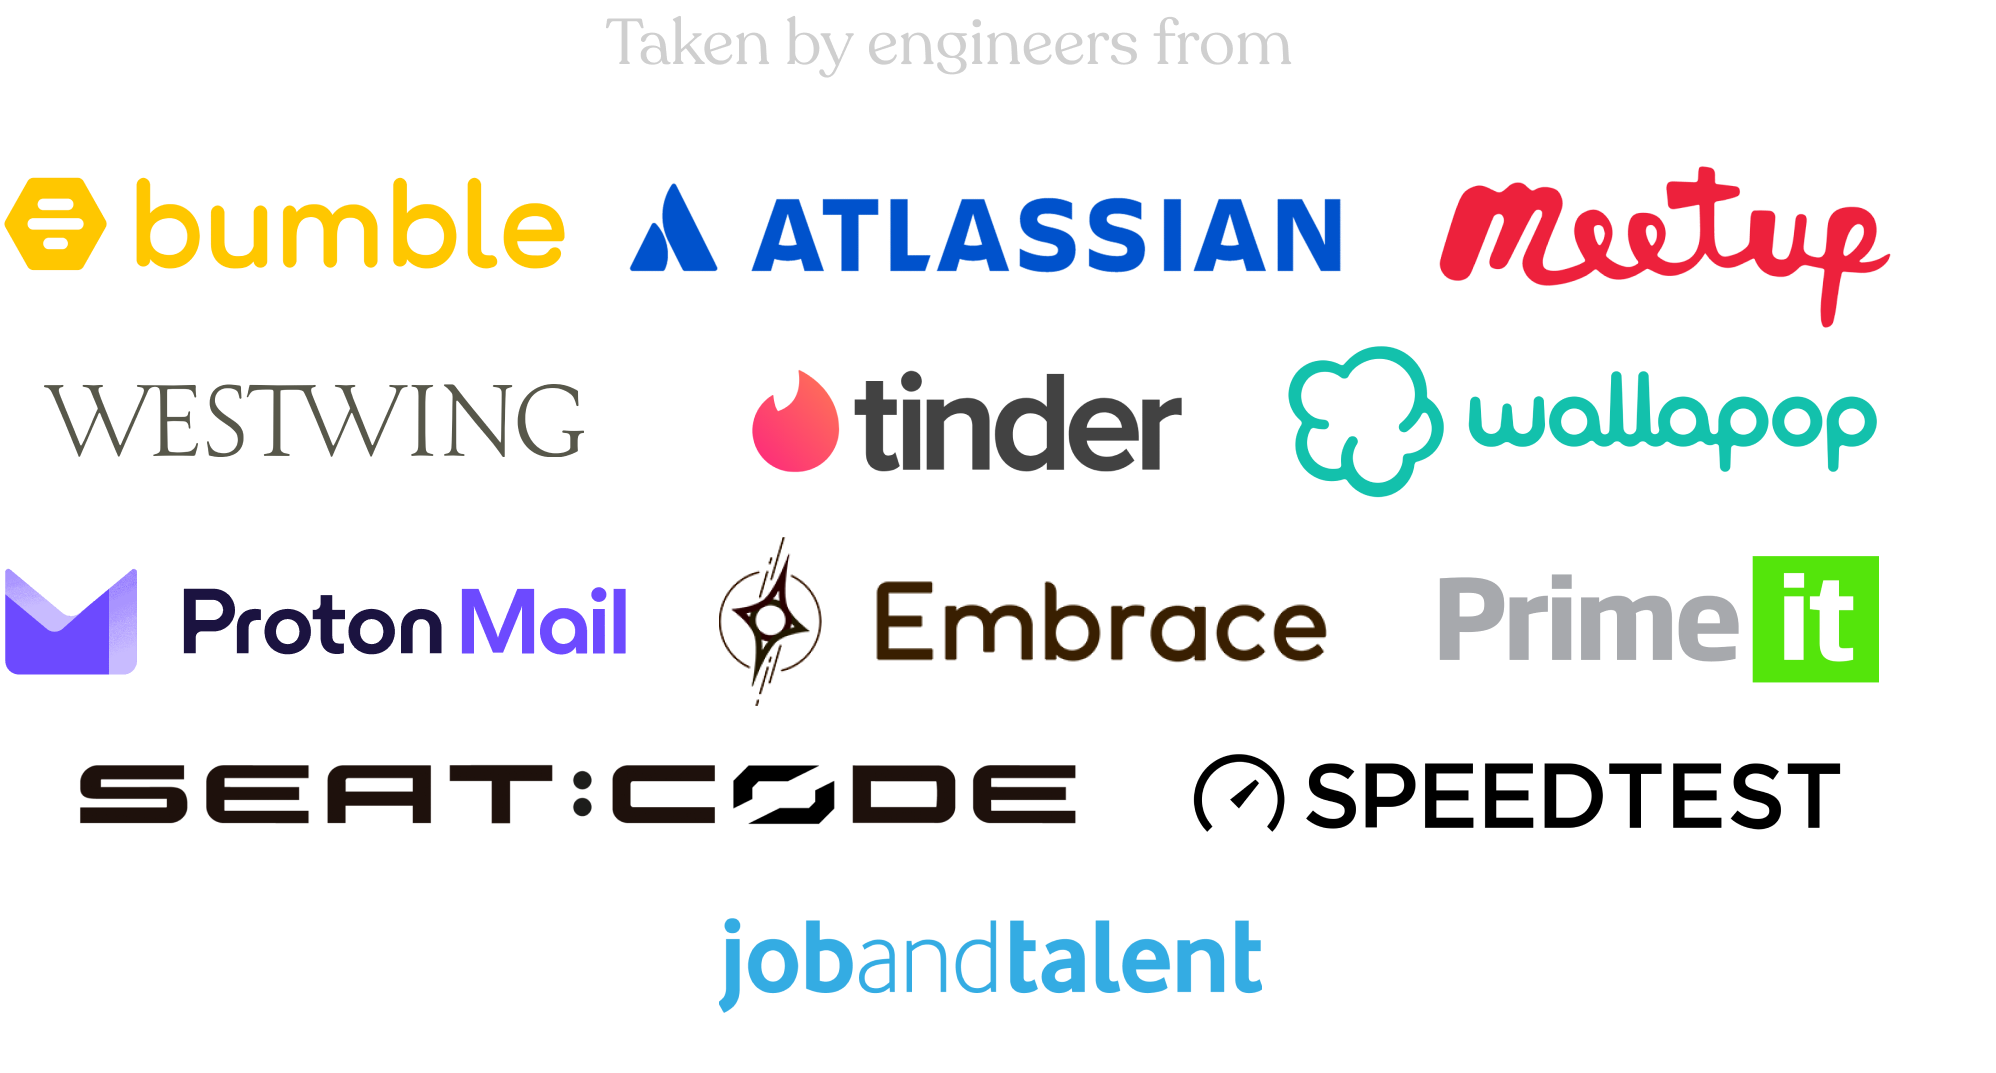 Taken by engineers from
bumble ATLASSIAN meetup
WESTWING tinder wallapop
Proton Mail Embrace Prime it
SEAT:CODE SPEEDTEST
jobandtalent